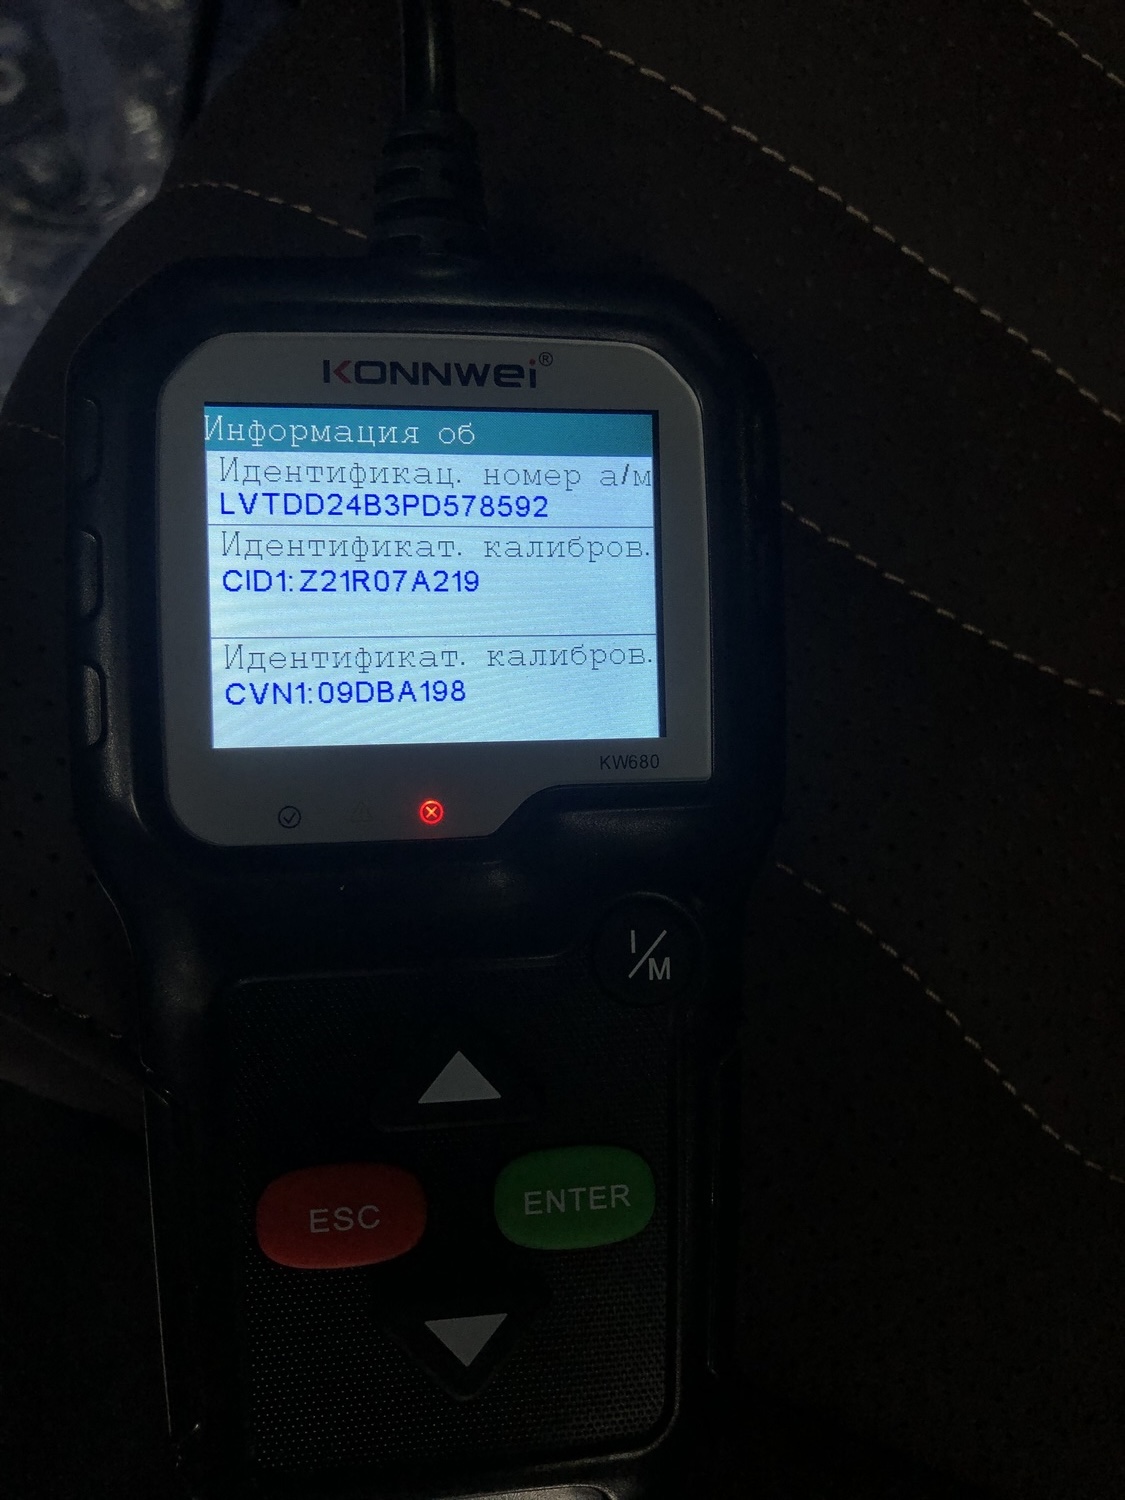 KONNWEi®
Информация об
Идентификац. номер а/м
LVTDD24B3PD578592
Идентификат. калибров.
CID1:Z21R07A219
Идентификат. калибров.
CVN1:09DBA198
KW680
I/M
ESC
ENTER